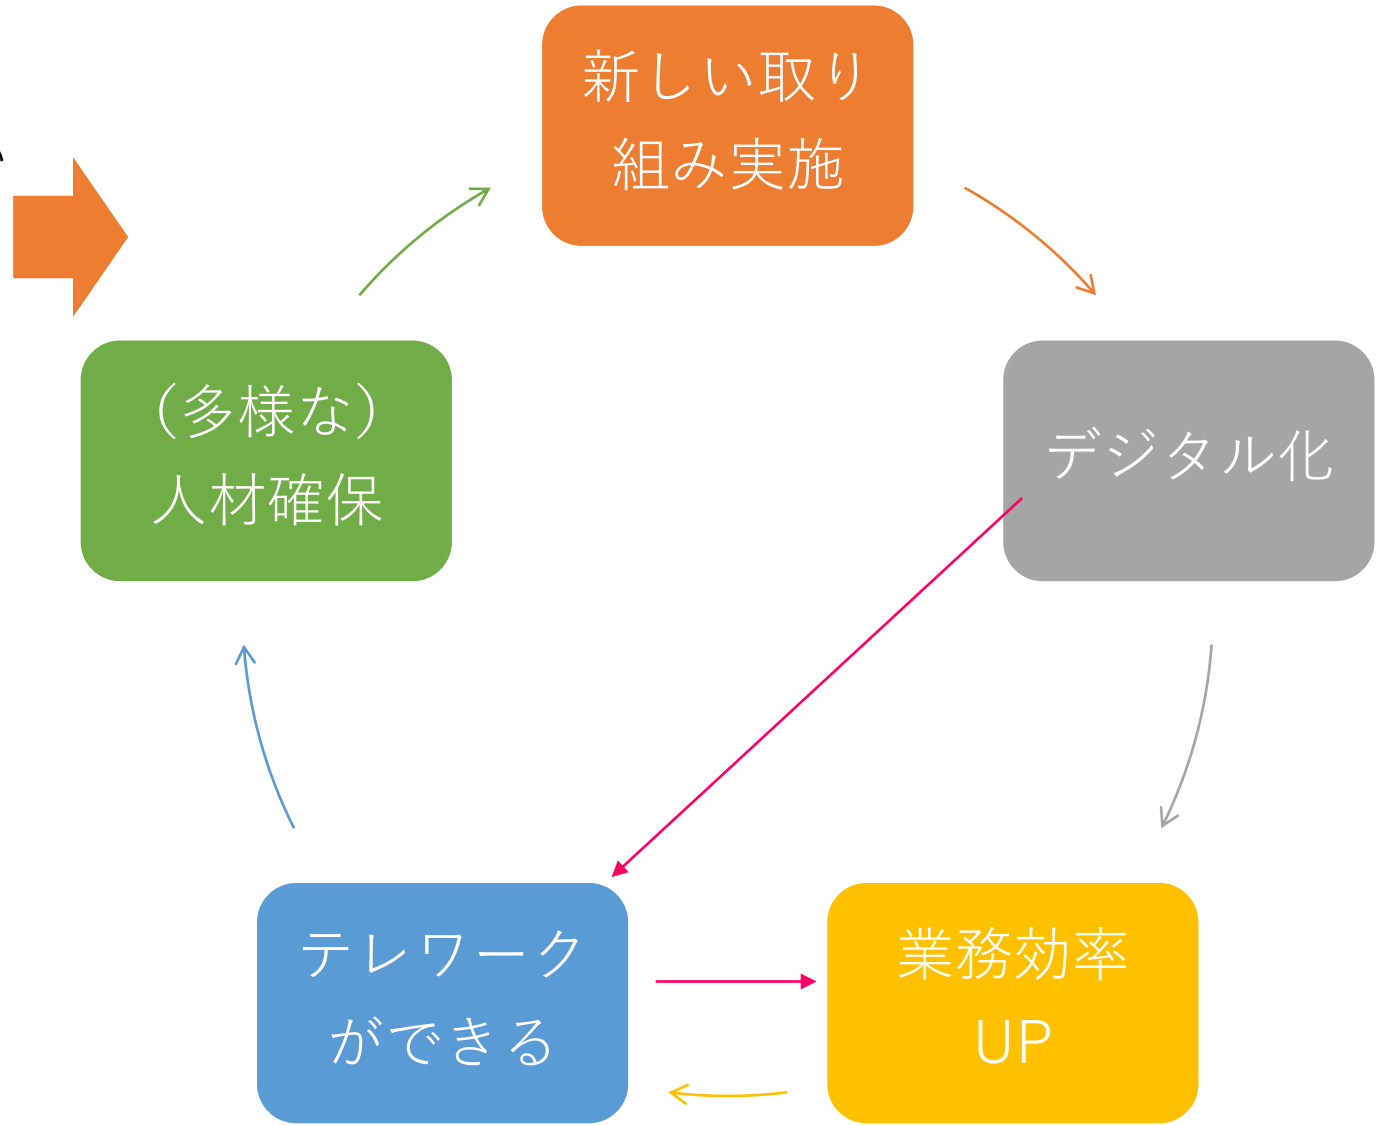 新しい取り
組み実施
（多様な）
人材確保
デジタル化
テレワーク
ができる
業務効率
UP